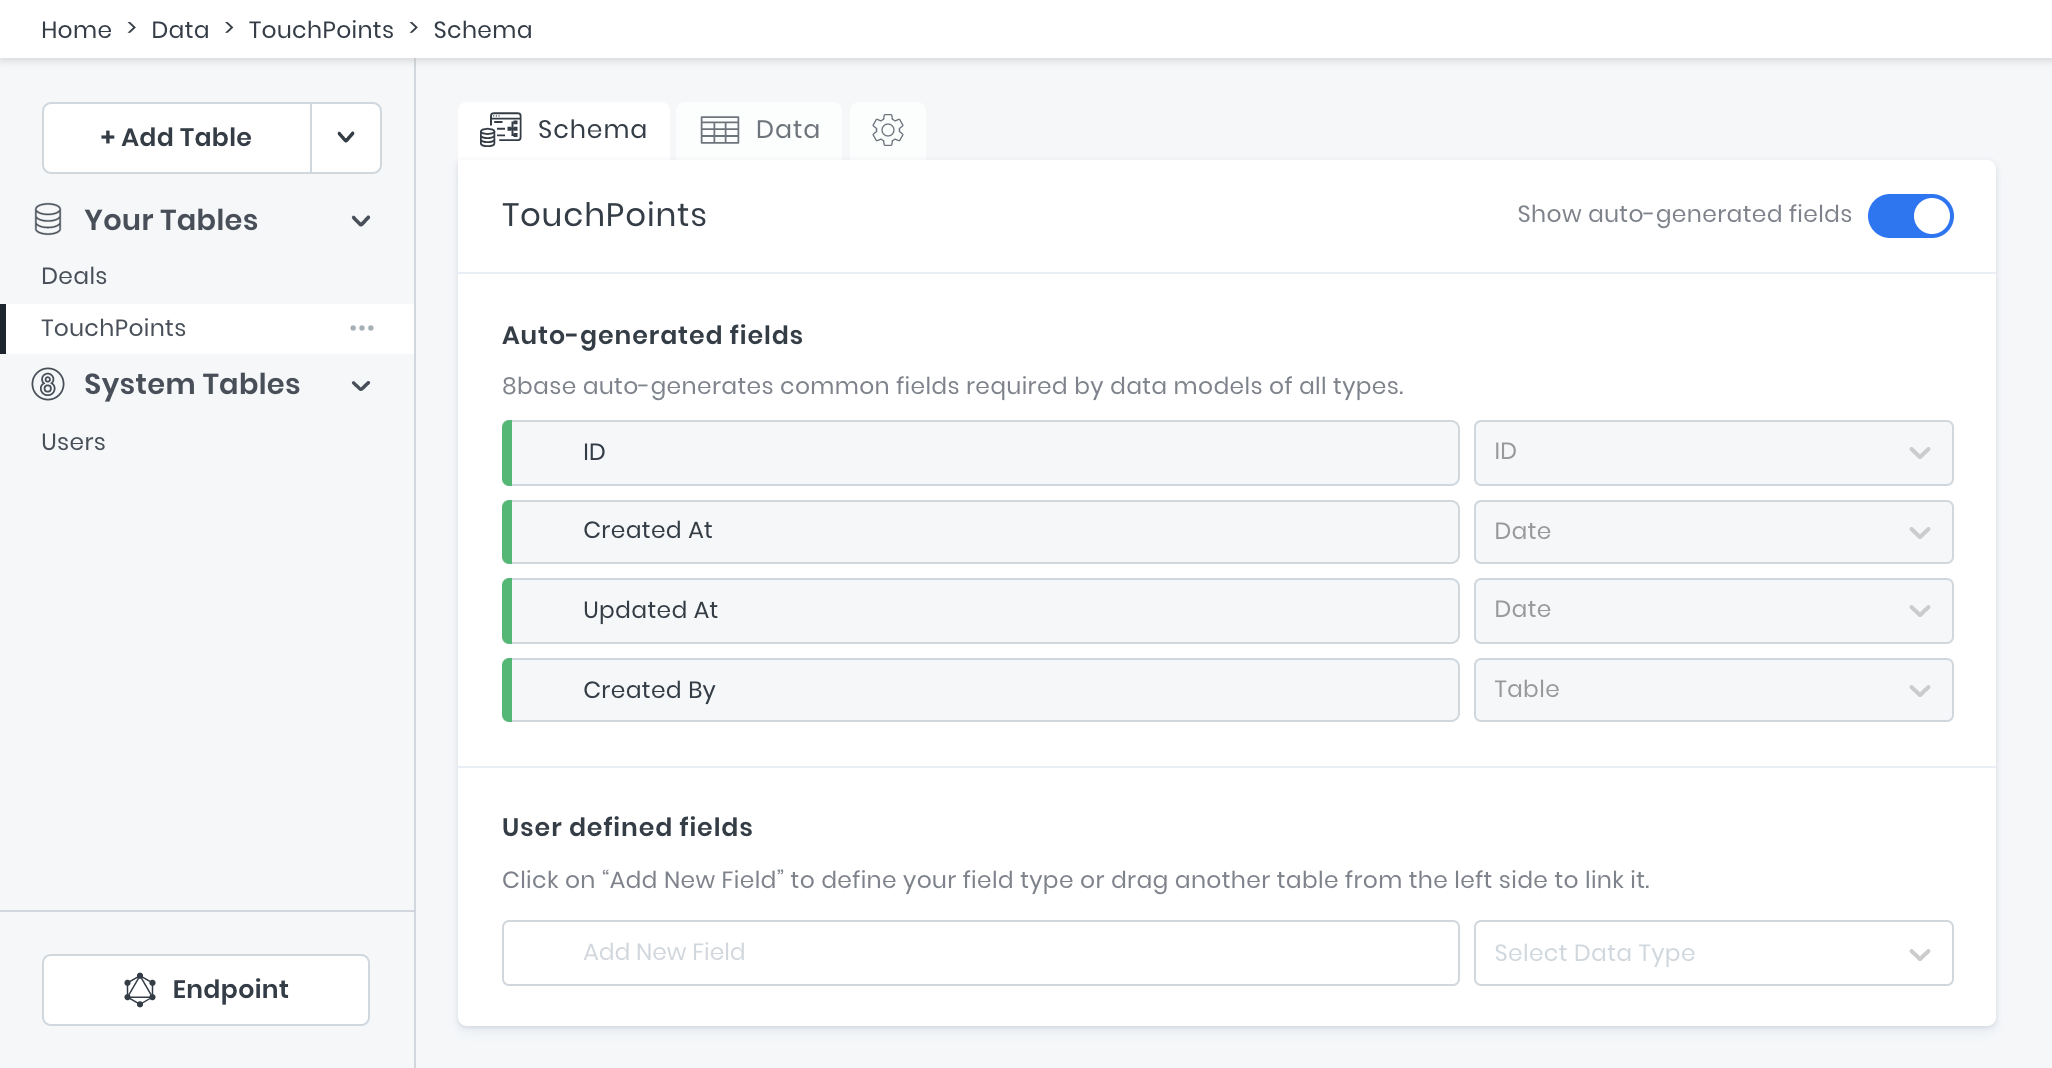 Home > Data > TouchPoints > Schema
+ Add Table
Your Tables
Deals
TouchPoints
System Tables
Users
Endpoint
Schema
Data
TouchPoints
Show auto-generated fields
Auto-generated fields
8base auto-generates common fields required by data models of all types.
ID
ID
Created At
Date
Updated At
Date
Created By
Table
User defined fields
Click on “Add New Field” to define your field type or drag another table from the left side to link it.
Add New Field
Select Data Type